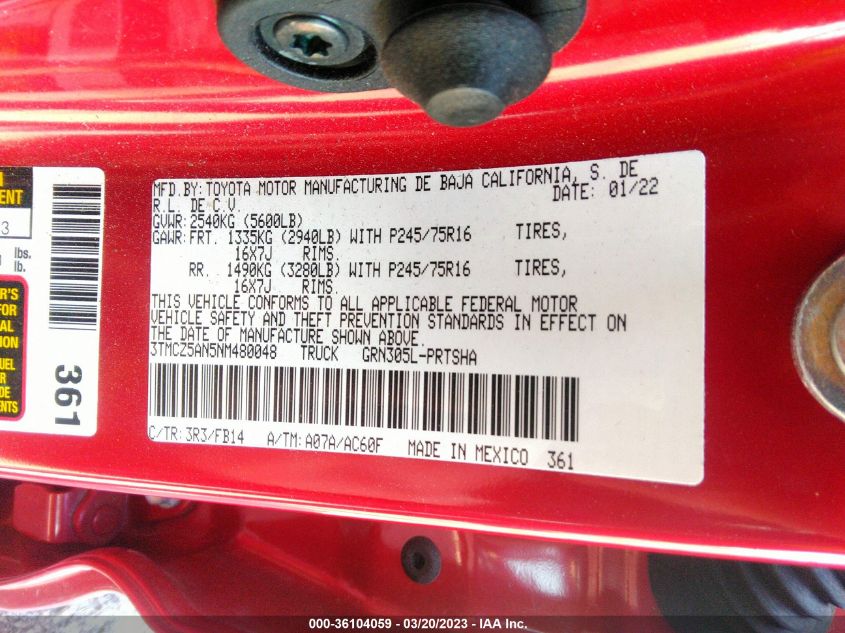 MFD.BY:TOYOTA MOTOR MANUFACTURING DE BAJA CALIFORNIA, S. DE
R.L. DE C.V. DATE: 01/22
GVWR:2540KG (5600LB)
GAWR:FRT. 1335KG (2940LB) WITH P245/75R16 TIRES,
16X7J RIMS.
RR. 1490KG (3280LB) WITH P245/75R16 TIRES,
16X7J RIMS.
THIS VEHICLE CONFORMS TO ALL APPLICABLE FEDERAL MOTOR
VEHICLE SAFETY AND THEFT PREVENTION STANDARDS IN EFFECT ON
THE DATE OF MANUFACTURE SHOWN ABOVE.
3TMCZ5AN5NM480048 TRUCK GRN305L-PRTSHA
C/TR:3R3/FB14 A/TM:A07A/AC60F MADE IN MEXICO 361
lbs.
lb.
361
000-36104059 / 03/20/2023 - IAA Inc.